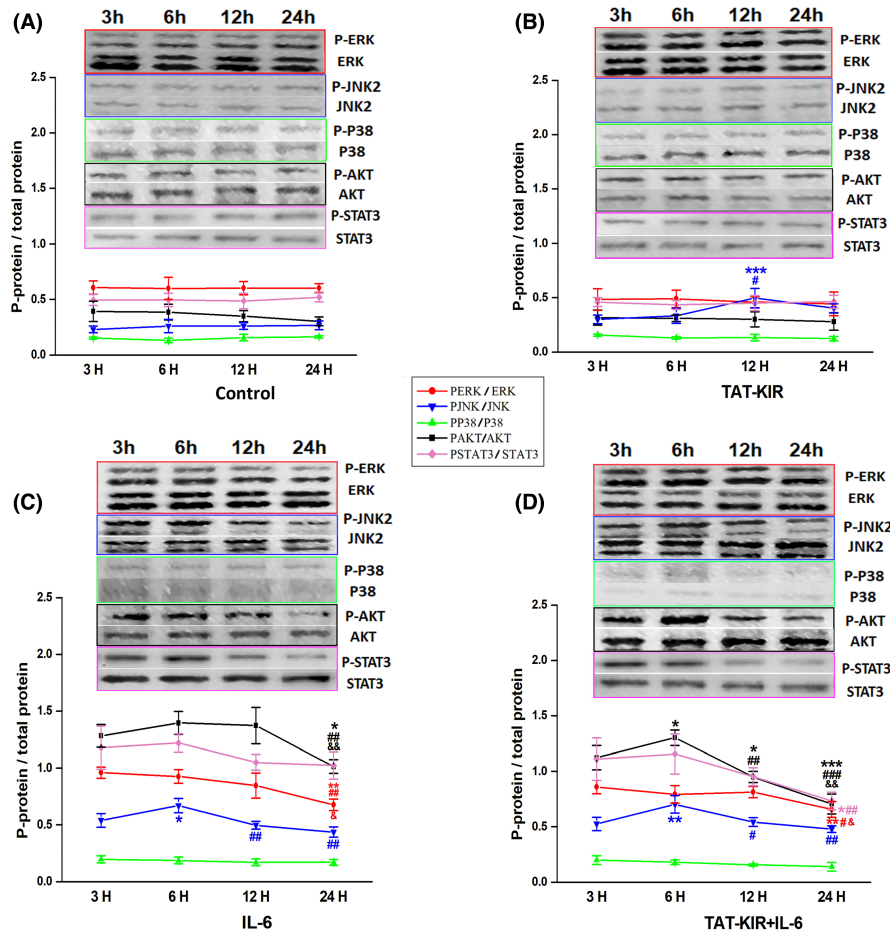 (A)
3h 6h 12h 24h
P-ERK
ERK
P-JNK2
JNK2
P-P38
P38
P-AKT
AKT
P-STAT3
STAT3
P-protein / total protein
2.5
2.0
1.5
1.0
0.5
0.0
3 H 6 H 12 H 24 H
Control
(B)
3h 6h 12h 24h
P-ERK
ERK
P-JNK2
JNK2
P-P38
P38
P-AKT
AKT
P-STAT3
STAT3
P-protein / total protein
2.5
2.0
1.5
1.0
0.5
0.0
***
#
3 H 6 H 12 H 24 H
TAT-KIR
PERK / ERK
PJNK/JNK
PP38/P38
PAKT/AKT
PSTAT3/STAT3
(C)
3h 6h 12h 24h
P-ERK
ERK
P-JNK2
JNK2
P-P38
P38
P-AKT
AKT
P-STAT3
STAT3
P-protein / total protein
2.5
2.0
1.5
1.0
0.5
0.0
*
##
&&
**
##
&
*
##
##
3 H 6 H 12 H 24 H
IL-6
(D)
3h 6h 12h 24h
P-ERK
ERK
P-JNK2
JNK2
P-P38
P38
P-AKT
AKT
P-STAT3
STAT3
P-protein / total protein
2.5
2.0
1.5
1.0
0.5
0.0
*
*
##
***
###
&&
*##
**#&
**
#
##
3 H 6 H 12 H 24 H
TAT-KIR+IL-6